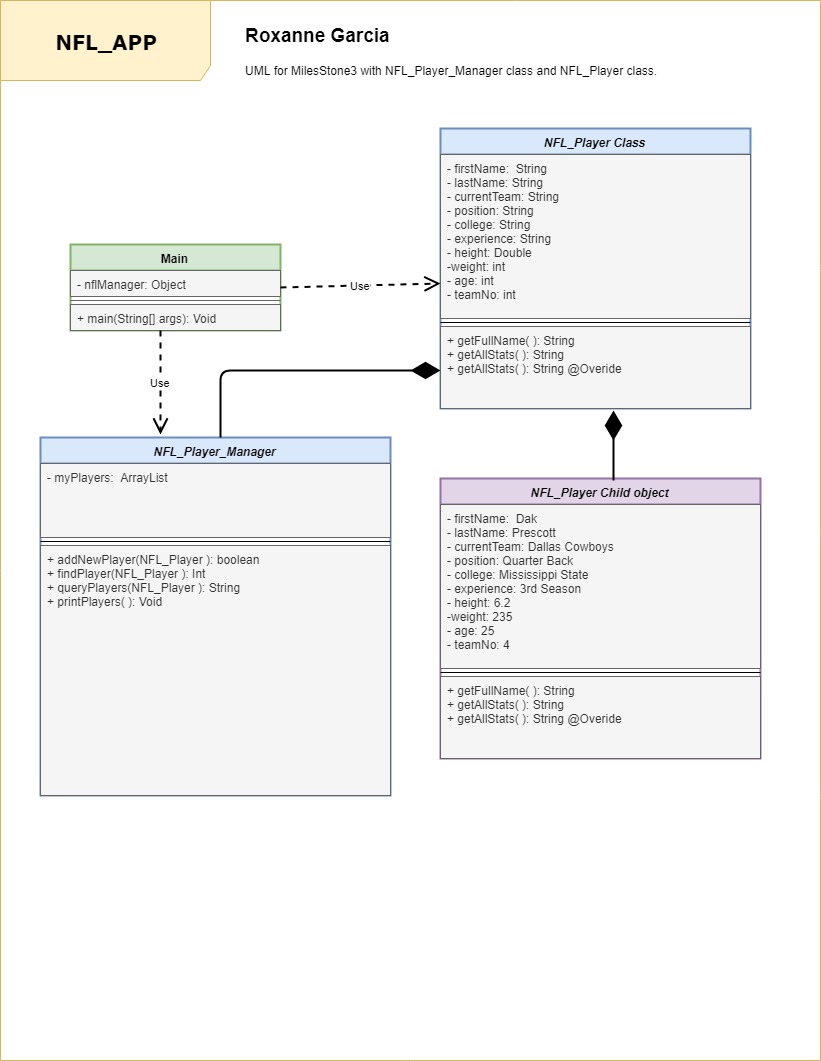 NFL_APP
Roxanne Garcia
UML for MilesStone3 with NFL_Player_Manager class and NFL_Player class.
NFL_Player Class
- firstName:  String
- lastName: String
- currentTeam: String
- position: String
- college: String
- experience: String
- height: Double
-weight: int
- age: int
- teamNo: int
+ getFullName( ): String
+ getAllStats( ): String
+ getAllStats( ): String @Overide
Main
- nflManager: Object
+ main(String[] args): Void
Use
Use
NFL_Player_Manager
- myPlayers:  ArrayList
+ addNewPlayer(NFL_Player ): boolean
+ findPlayer(NFL_Player ): Int
+ queryPlayers(NFL_Player ): String
+ printPlayers( ): Void
NFL_Player Child object
- firstName:  Dak
- lastName: Prescott
- currentTeam: Dallas Cowboys
- position: Quarter Back
- college: Mississippi State
- experience: 3rd Season
- height: 6.2
-weight: 235
- age: 25
- teamNo: 4
+ getFullName( ): String
+ getAllStats( ): String
+ getAllStats( ): String @Overide